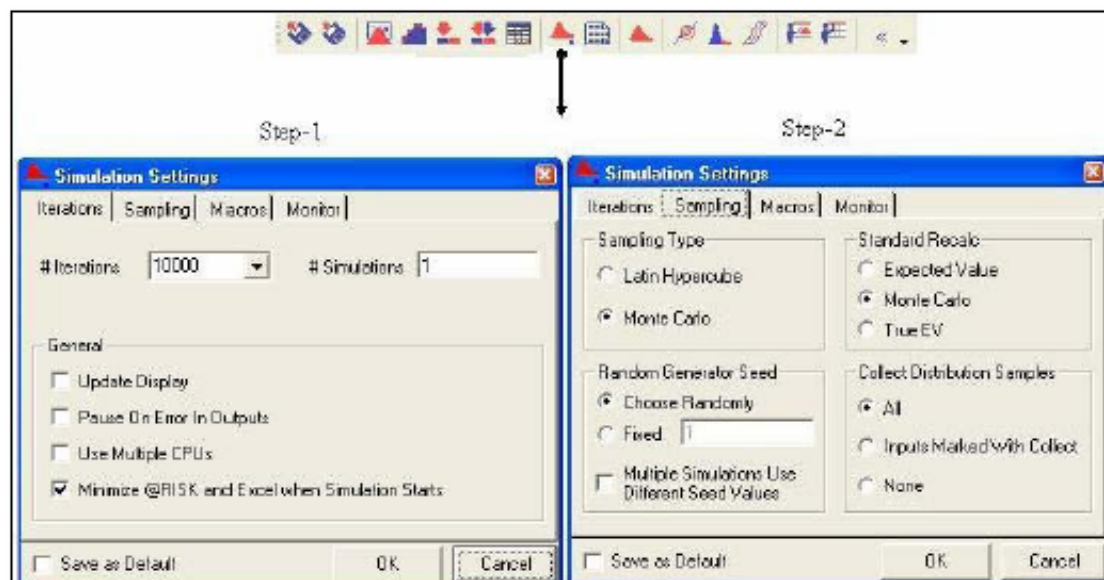 Step-1
Step-2
Simulation Settings
Iterations Sampling Macros Monitor
# Iterations 10000 # Simulations 1
General
Update Display
Pause On Error In Outputs
Use Multiple CPUs
Minimize @RISK and Excel when Simulation Starts
Save as Default OK Cancel
Simulation Settings
Iterations Sampling Macros Monitor
Sampling Type
Latin Hypercube
Monte Carlo
Standard Recalc
Expected Value
Monte Carlo
True EV
Random Generator Seed
Choose Randomly
Fixed 1
Multiple Simulations Use
Different Seed Values
Collect Distribution Samples
All
Inputs Marked With Collect
None
Save as Default OK Cancel